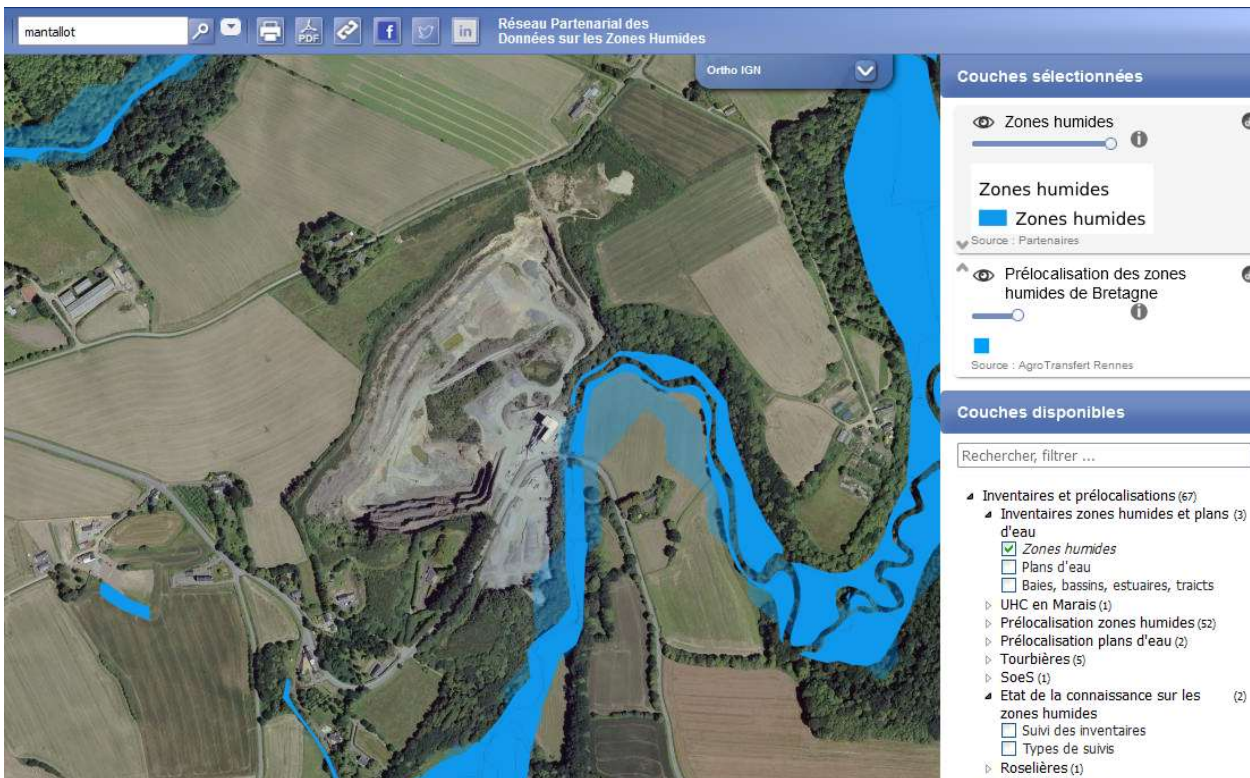 mantallot
PDF
f
in
Réseau Partenarial des
Données sur les Zones Humides
Ortho IGN
Couches sélectionnées
Zones humides
i
Zones humides
Zones humides
Source : Partenaires
Prélocalisation des zones
humides de Bretagne
i
Source : AgroTransfert Rennes
Couches disponibles
Rechercher, filtrer ...
Inventaires et prélocalisations (67)
Inventaires zones humides et plans (3)
d'eau
Zones humides
Plans d'eau
Baies, bassins, estuaires, traicts
UHC en Marais (1)
Prélocalisation zones humides (52)
Prélocalisation plans d'eau (2)
Tourbières (5)
SoeS (1)
Etat de la connaissance sur les (2)
zones humides
Suivi des inventaires
Types de suivis
Roselières (1)